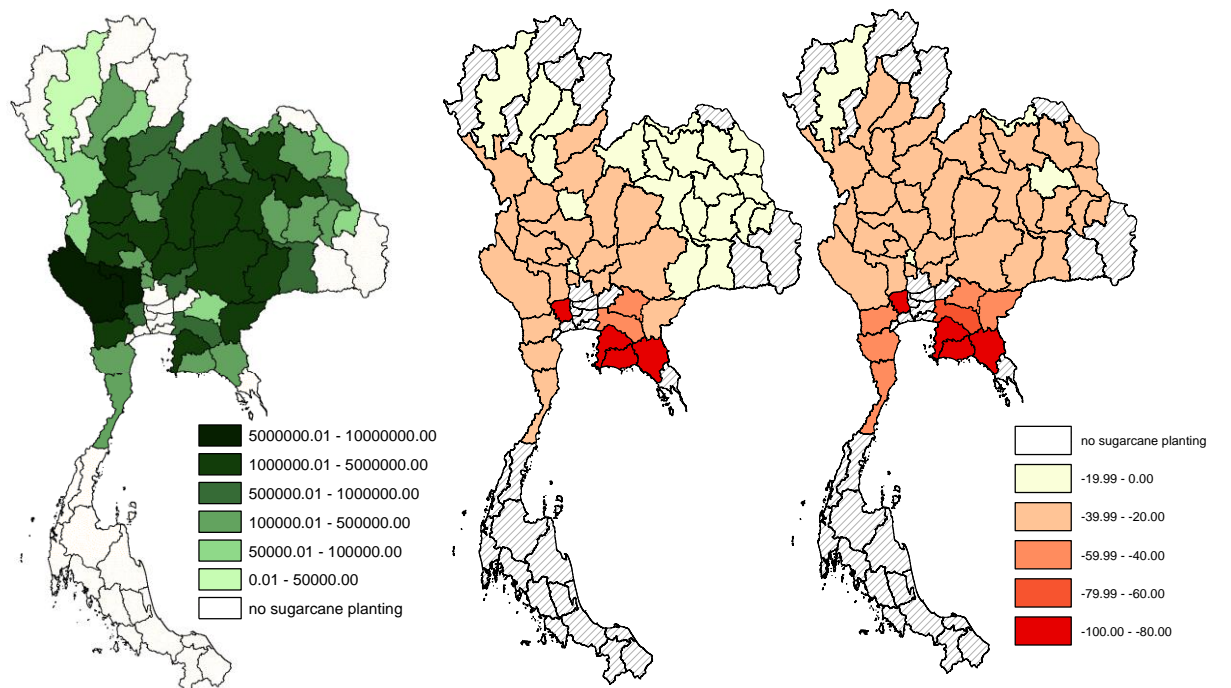 5000000.01 - 10000000.00
1000000.01 - 5000000.00
500000.01 - 1000000.00
100000.01 - 500000.00
50000.01 - 100000.00
0.01 - 50000.00
no sugarcane planting
no sugarcane planting
-19.99 - 0.00
-39.99 - -20.00
-59.99 - -40.00
-79.99 - -60.00
-100.00 - -80.00